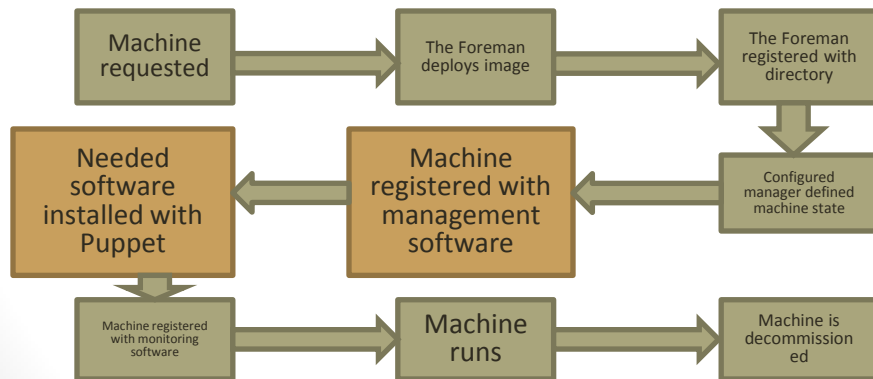 Machine
requested
The Foreman
deploys image
The Foreman
registered with
directory
Configured
manager defined
machine state
Machine
registered with
management
software
Needed
software
installed with
Puppet
Machine registered
with monitoring
software
Machine
runs
Machine is
decommission
ed